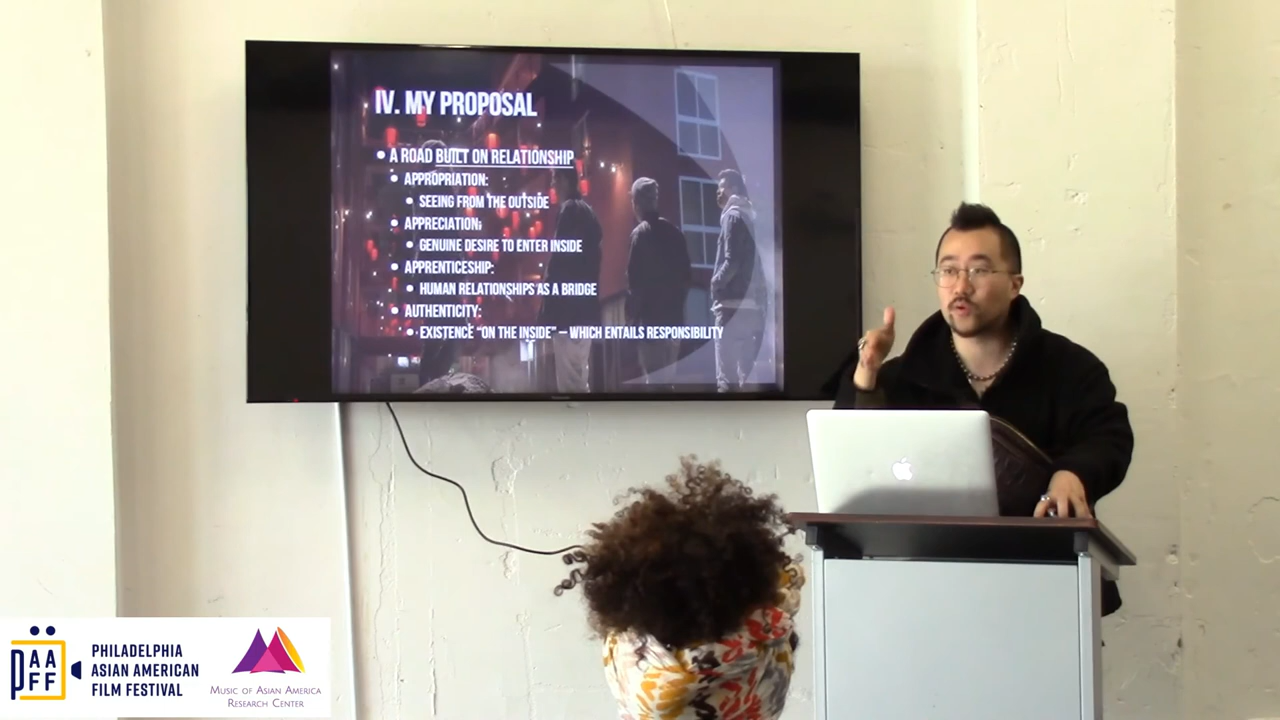 IV. MY PROPOSAL
• A ROAD BUILT ON RELATIONSHIP
• APPROPRIATION:
• SEEING FROM THE OUTSIDE
• APPRECIATION:
• GENUINE DESIRE TO ENTER INSIDE
• APPRENTICESHIP:
• HUMAN RELATIONSHIPS AS A BRIDGE
• AUTHENTICITY:
• EXISTENCE "ON THE INSIDE" – WHICH ENTAILS RESPONSIBILITY
PAAFF
PHILADELPHIA
ASIAN AMERICAN
FILM FESTIVAL
MUSIC OF ASIAN AMERICA
RESEARCH CENTER